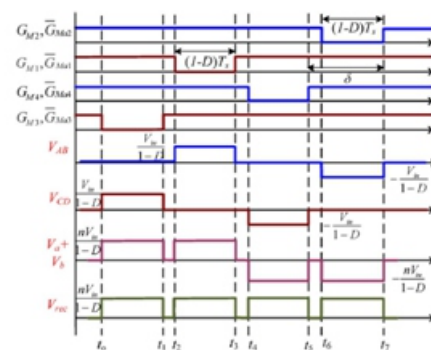 G_{M2}, \overline{G}_{Ma2}
(1-D)T_s
G_{M1}, \overline{G}_{Ma1}
(1-D)T_s
δ
G_{M4}, \overline{G}_{Ma4}
G_{M3}, \overline{G}_{Ma3}
V_{AB}
V_{in}/1-D
-V_{in}/1-D
V_{CD}
V_{in}/1-D
-V_{in}/1-D
V_a+
V_b
nV_{in}/1-D
-nV_{in}/1-D
nV_{in}/1-D
V_{rec}
t_0 t_1 t_2 t_3 t_4 t_5 t_6 t_7